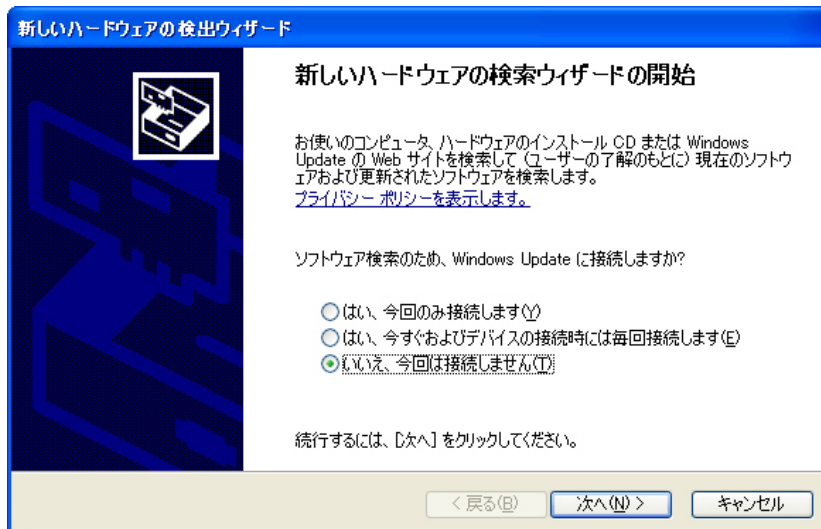 新しいハードウェアの検出ウィザード
新しいハードウェアの検索ウィザードの開始
お使いのコンピュータ、ハードウェアのインストール CD または Windows
Update の Web サイトを検索して (ユーザーの了解のもとに) 現在のソフトウ
ェアおよび更新されたソフトウェアを検索します。
プライバシー ポリシーを表示します。
ソフトウェア検索のため、Windows Update に接続しますか?
はい、今回のみ接続します(Y)
はい、今すぐおよびデバイスの接続時には毎回接続します(E)
いいえ、今回は接続しません(T)
続行するには、[次へ] をクリックしてください。
< 戻る(B)
次へ(N) >
キャンセル